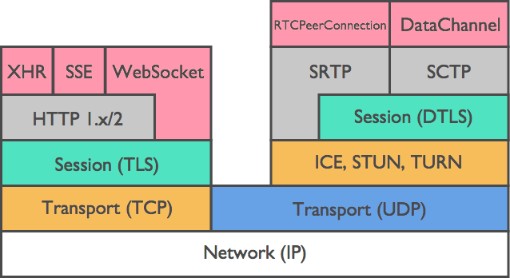 RTCPeerConnection DataChannel
XHR SSE WebSocket SRTP SCTP
HTTP 1.x/2 Session (DTLS)
Session (TLS) ICE, STUN, TURN
Transport (TCP) Transport (UDP)
Network (IP)